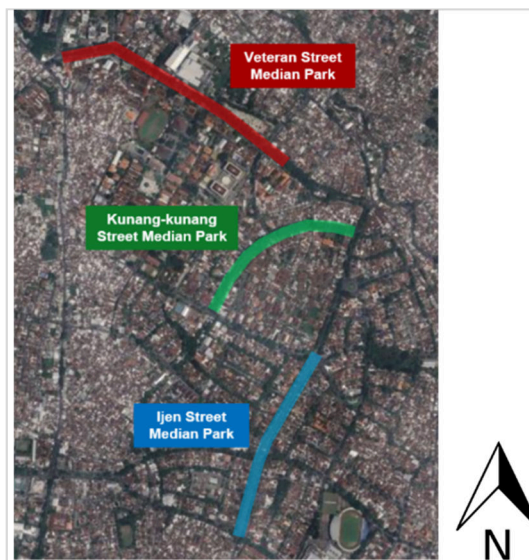 Veteran Street
Median Park
Kunang-kunang
Street Median Park
Ijen Street
Median Park
N